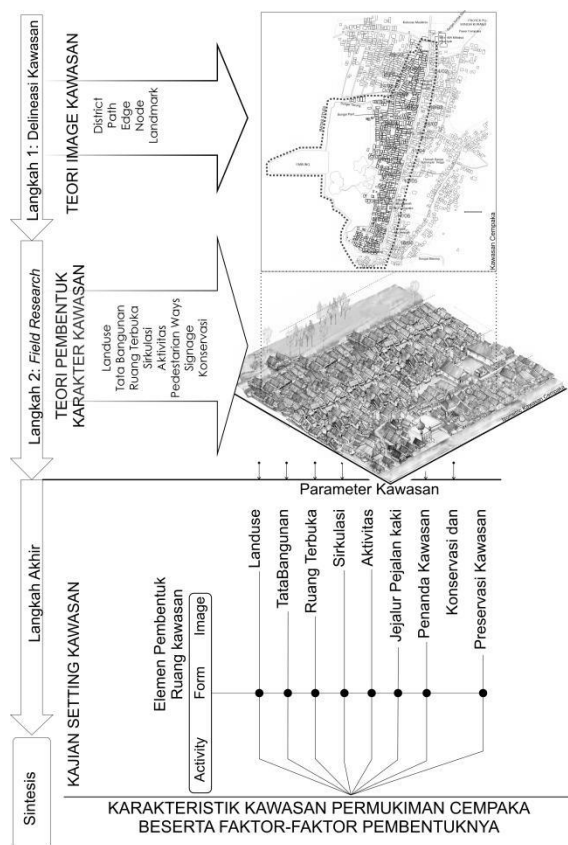 Langkah 1: Delineasi Kawasan
TEORI IMAGE KAWASAN
District
Path
Edge
Node
Landmark
Kawasan Cempaka
Langkah 2: Field Research
TEORI PEMBENTUK
KARAKTER KAWASAN
Landuse
Tata Bangunan
Ruang Terbuka
Sirkulasi
Aktivitas
Pedestarian Ways
Signage
Konservasi
Parameter Kawasan
Langkah Akhir
KAJIAN SETTING KAWASAN
Elemen Pembentuk
Ruang kawasan
Image
Form
Activity
Landuse
TataBangunan
Ruang Terbuka
Sirkulasi
Aktivitas
Jejalur Pejalan kaki
Penanda Kawasan
Konservasi dan
Preservasi Kawasan
Sintesis
KARAKTERISTIK KAWASAN PERMUKIMAN CEMPAKA
BESERTA FAKTOR-FAKTOR PEMBENTUKNYA